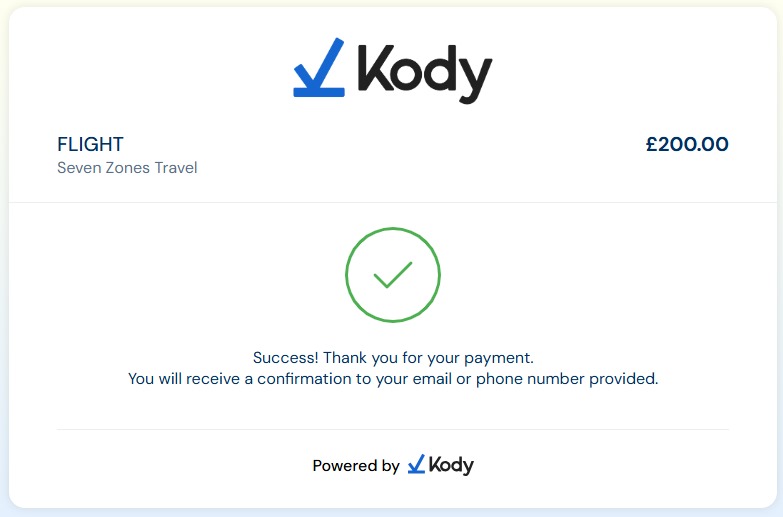 Kody
FLIGHT £200.00
Seven Zones Travel
Success! Thank you for your payment.
You will receive a confirmation to your email or phone number provided.
Powered by Kody